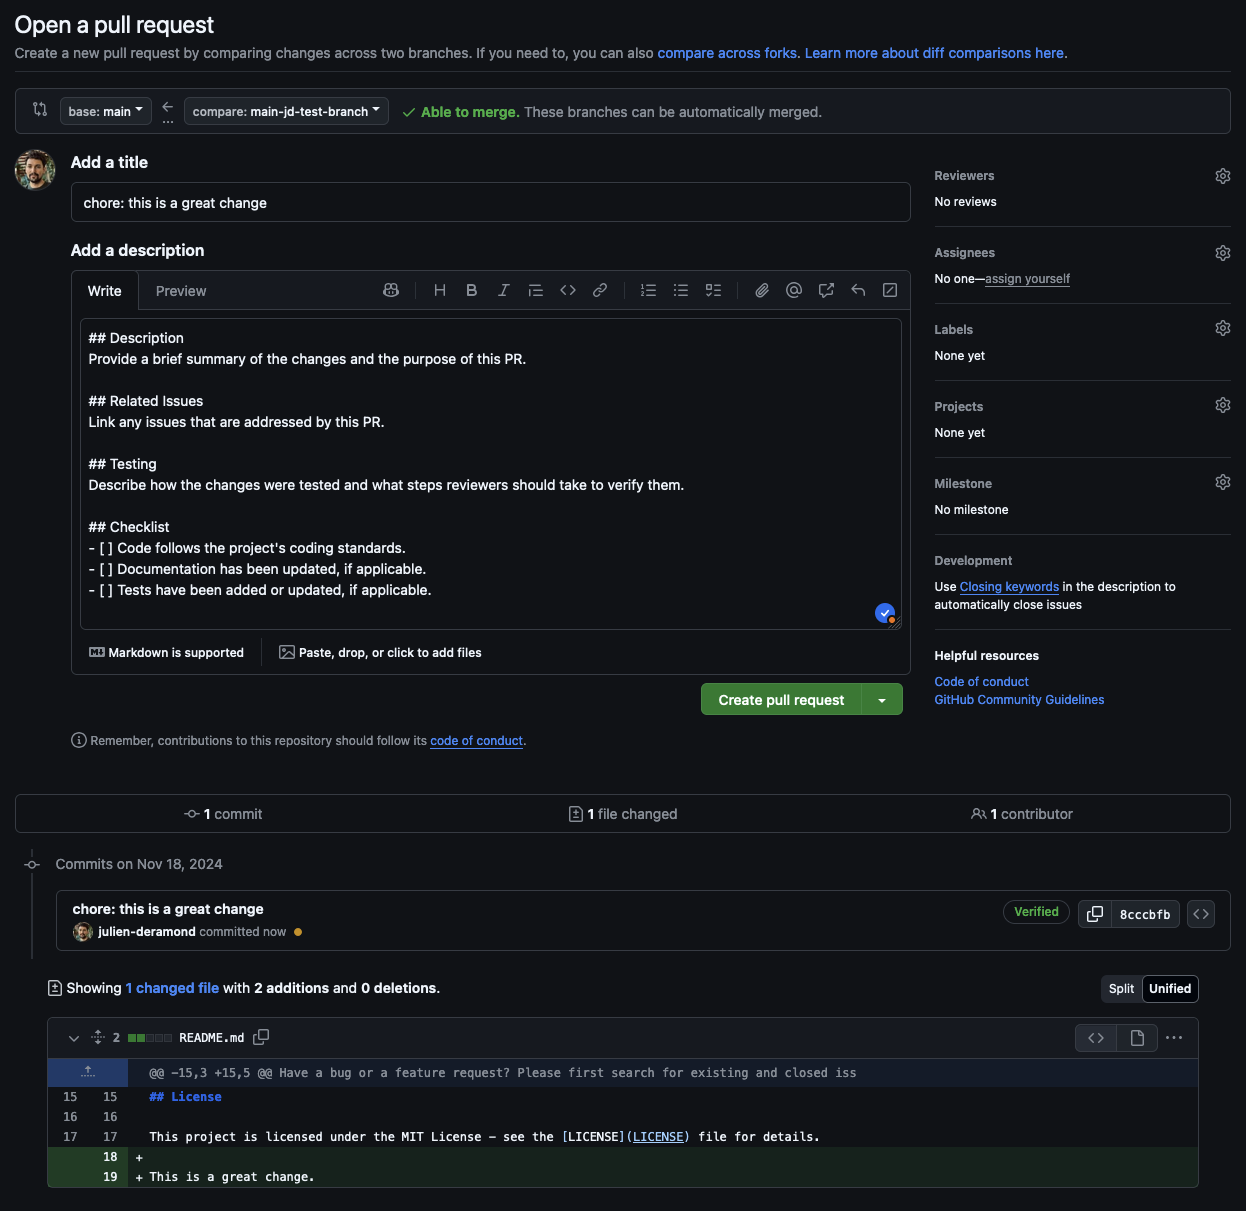 Open a pull request
Create a new pull request by comparing changes across two branches. If you need to, you can also compare across forks. Learn more about diff comparisons here.
base: main
compare: main-jd-test-branch
Able to merge. These branches can be automatically merged.
Add a title
chore: this is a great change
Add a description
Write
Preview
## Description
Provide a brief summary of the changes and the purpose of this PR.
## Related Issues
Link any issues that are addressed by this PR.
## Testing
Describe how the changes were tested and what steps reviewers should take to verify them.
## Checklist
- [ ] Code follows the project's coding standards.
- [ ] Documentation has been updated, if applicable.
- [ ] Tests have been added or updated, if applicable.
Markdown is supported
Paste, drop, or click to add files
Create pull request
Remember, contributions to this repository should follow its code of conduct.
Reviewers
No reviews
Assignees
No one—assign yourself
Labels
None yet
Projects
None yet
Milestone
No milestone
Development
Use Closing keywords in the description to
automatically close issues
Helpful resources
Code of conduct
GitHub Community Guidelines
1 commit
1 file changed
1 contributor
Commits on Nov 18, 2024
chore: this is a great change
julien-deramond committed now
Verified
8cccbfb
Showing 1 changed file with 2 additions and 0 deletions.
Split
Unified
2
README.md
@@ -15,3 +15,5 @@ Have a bug or a feature request? Please first search for existing and closed iss
15 15 ## License
16 16
17 17 This project is licensed under the MIT License - see the [LICENSE](LICENSE) file for details.
18 +
19 + This is a great change.